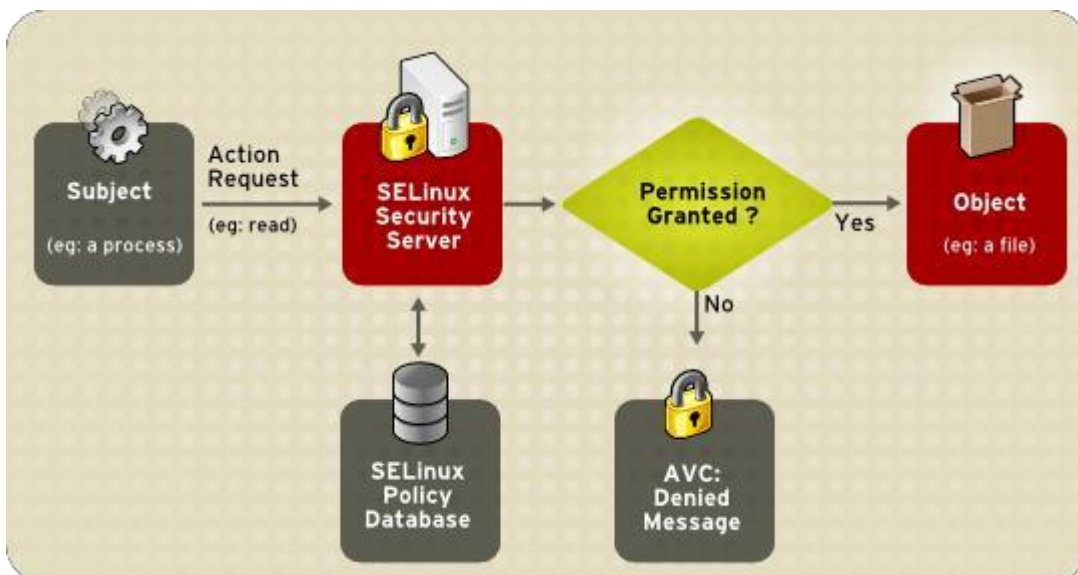 Subject
(eg: a process)
Action
Request
(eg: read)
SELinux
Security
Server
Permission
Granted ?
Yes
Object
(eg: a file)
No
SELinux
Policy
Database
AVC:
Denied
Message